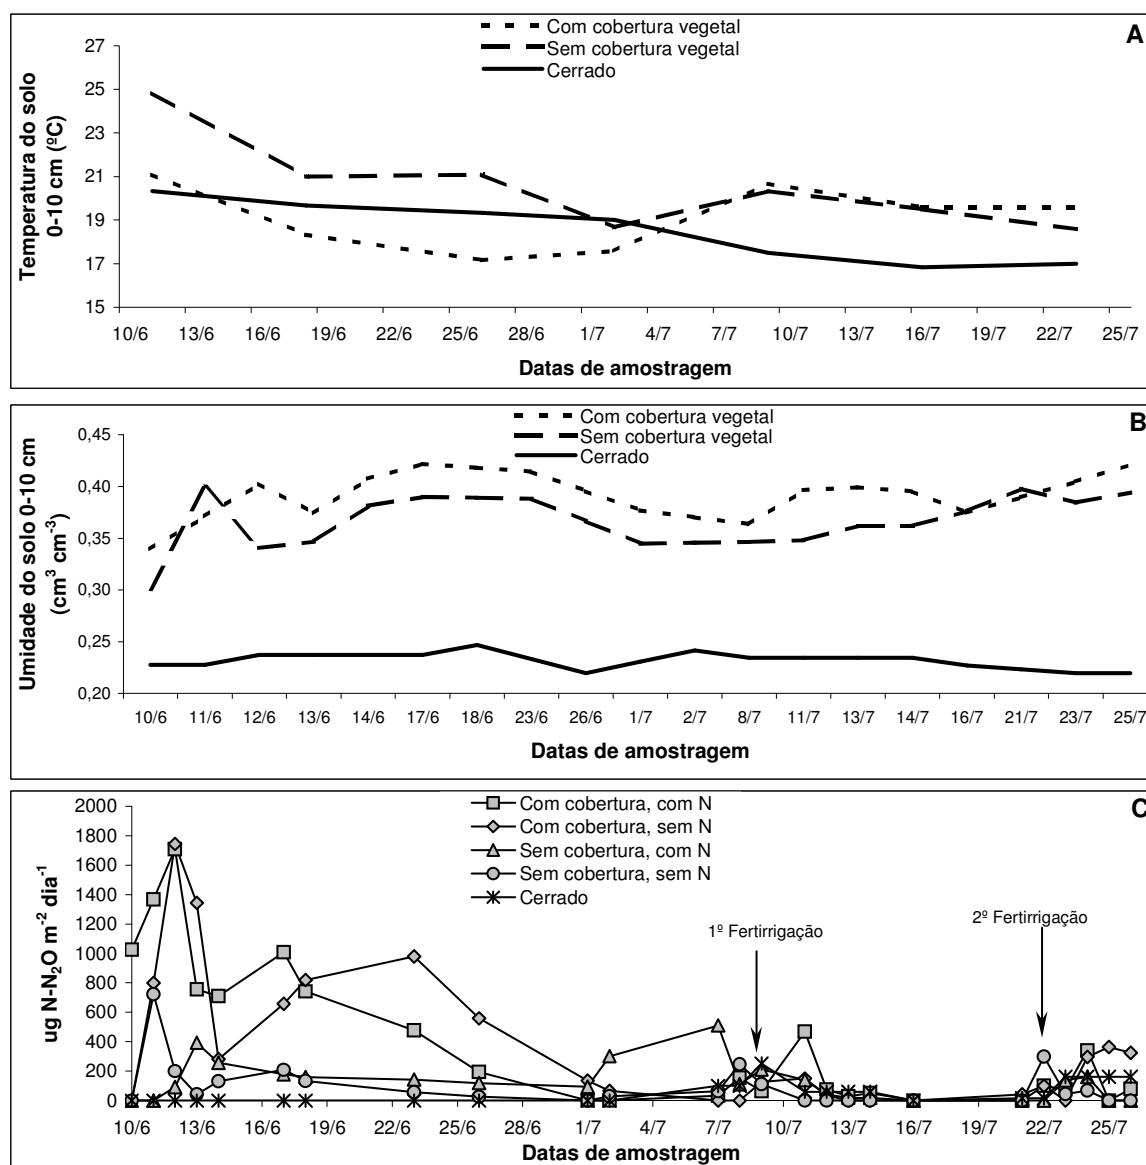 Com cobertura vegetal
Sem cobertura vegetal
Cerrado
A
Temperatura do solo
0-10 cm (ºC)
27
25
23
21
19
17
15
10/6 13/6 16/6 19/6 22/6 25/6 28/6 1/7 4/7 7/7 10/7 13/7 16/7 19/7 22/7 25/7
Datas de amostragem
Com cobertura vegetal
Sem cobertura vegetal
Cerrado
B
Umidade do solo 0-10 cm
(cm³ cm⁻³)
0,45
0,40
0,35
0,30
0,25
0,20
10/6 11/6 12/6 13/6 14/6 17/6 18/6 23/6 26/6 1/7 2/7 8/7 11/7 13/7 14/7 16/7 21/7 23/7 25/7
Datas de amostragem
Com cobertura, com N
Com cobertura, sem N
Sem cobertura, com N
Sem cobertura, sem N
Cerrado
C
ug N-N₂O m⁻² dia⁻¹
2000
1800
1600
1400
1200
1000
800
600
400
200
0
1º Fertirrigação
2º Fertirrigação
10/6 13/6 16/6 19/6 22/6 25/6 28/6 1/7 4/7 7/7 10/7 13/7 16/7 19/7 22/7 25/7
Datas de amostragem